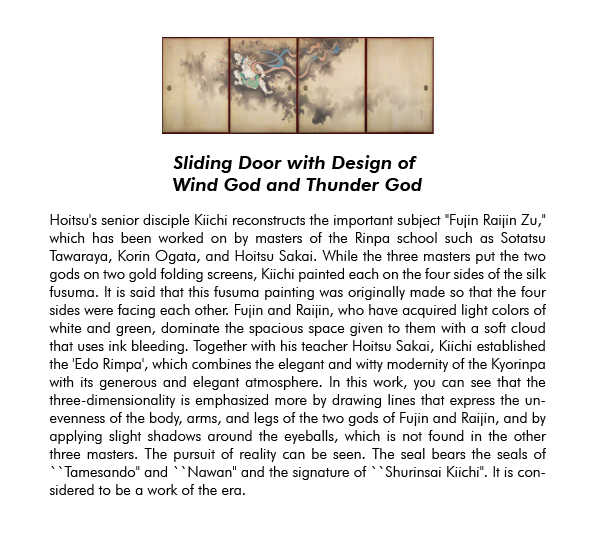 Sliding Door with Design of
Wind God and Thunder God
Hoitsu's senior disciple Kiichi reconstructs the important subject "Fujin Raijin Zu,"
which has been worked on by masters of the Rinpa school such as Sotatsu
Tawaraya, Korin Ogata, and Hoitsu Sakai. While the three masters put the two
gods on two gold folding screens, Kiichi painted each on the four sides of the silk
fusuma. It is said that this fusuma painting was originally made so that the four
sides were facing each other. Fujin and Raijin, who have acquired light colors of
white and green, dominate the spacious space given to them with a soft cloud
that uses ink bleeding. Together with his teacher Hoitsu Sakai, Kiichi established
the 'Edo Rimpa', which combines the elegant and witty modernity of the Kyorinpa
with its generous and elegant atmosphere. In this work, you can see that the
three-dimensionality is emphasized more by drawing lines that express the un-
evenness of the body, arms, and legs of the two gods of Fujin and Raijin, and by
applying slight shadows around the eyeballs, which is not found in the other
three masters. The pursuit of reality can be seen. The seal bears the seals of
``Tamesando'' and ``Nawan'' and the signature of ``Shurinsai Kiichi''. It is con-
sidered to be a work of the era.